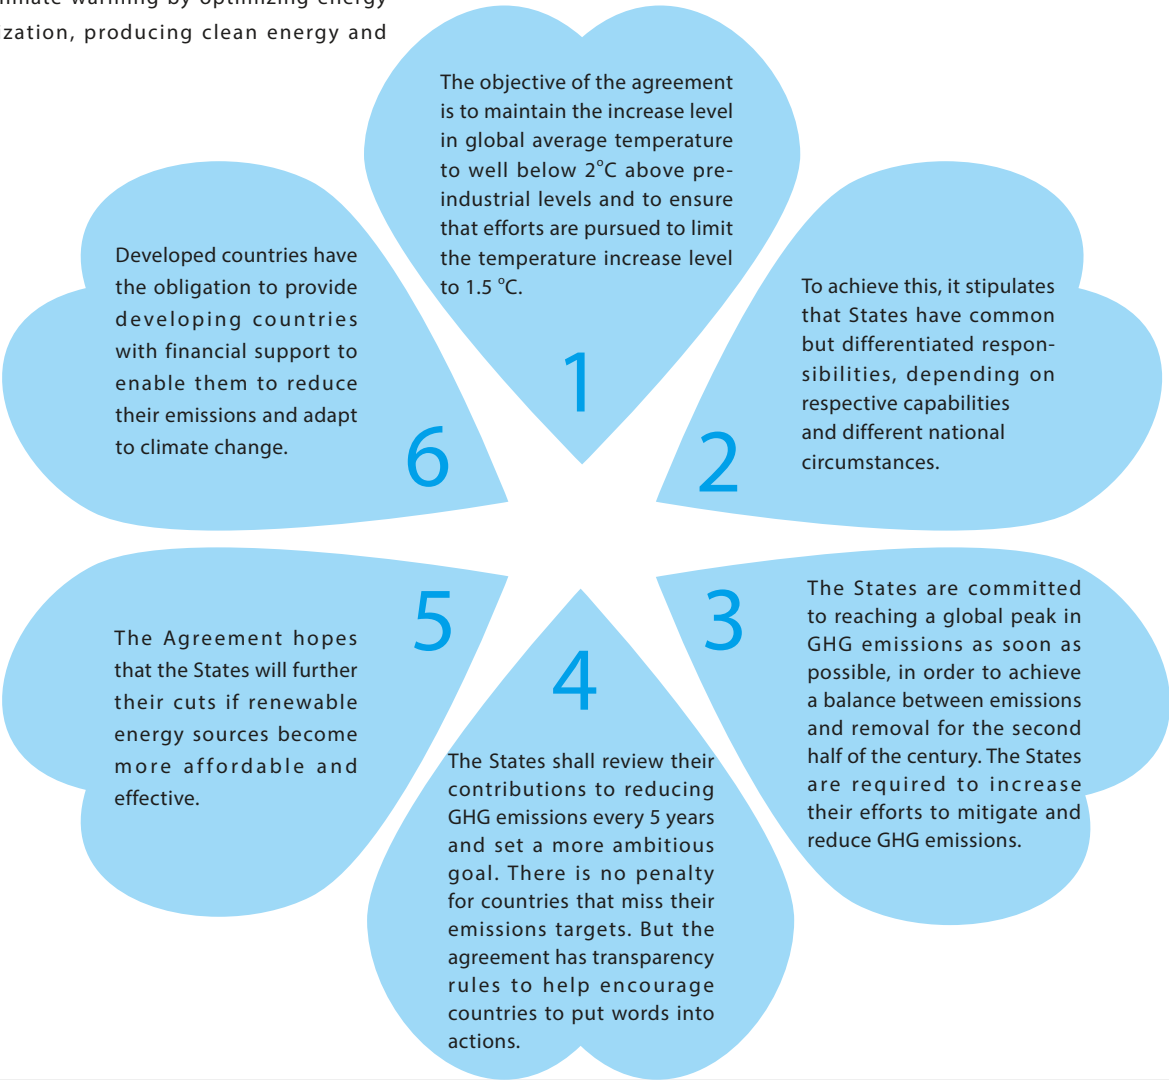 warming by optimizing energy
producing clean energy and
The objective of the agreement
is to maintain the increase level
in global average temperature
to well below 2°C above pre-
industrial levels and to ensure
that efforts are pursued to limit
the temperature increase level
to 1.5 °C.
1
To achieve this, it stipulates
that States have common
but differentiated respon-
sibilities, depending on
respective capabilities
and different national
circumstances.
2
The States are committed
to reaching a global peak in
GHG emissions as soon as
possible, in order to achieve
a balance between emissions
and removal for the second
half of the century. The States
are required to increase
their efforts to mitigate and
reduce GHG emissions.
3
4
The States shall review their
contributions to reducing
GHG emissions every 5 years
and set a more ambitious
goal. There is no penalty
for countries that miss their
emissions targets. But the
agreement has transparency
rules to help encourage
countries to put words into
actions.
5
The Agreement hopes
that the States will further
their cuts if renewable
energy sources become
more affordable and
effective.
Developed countries have
the obligation to provide
developing countries
with financial support to
enable them to reduce
their emissions and adapt
to climate change.
6